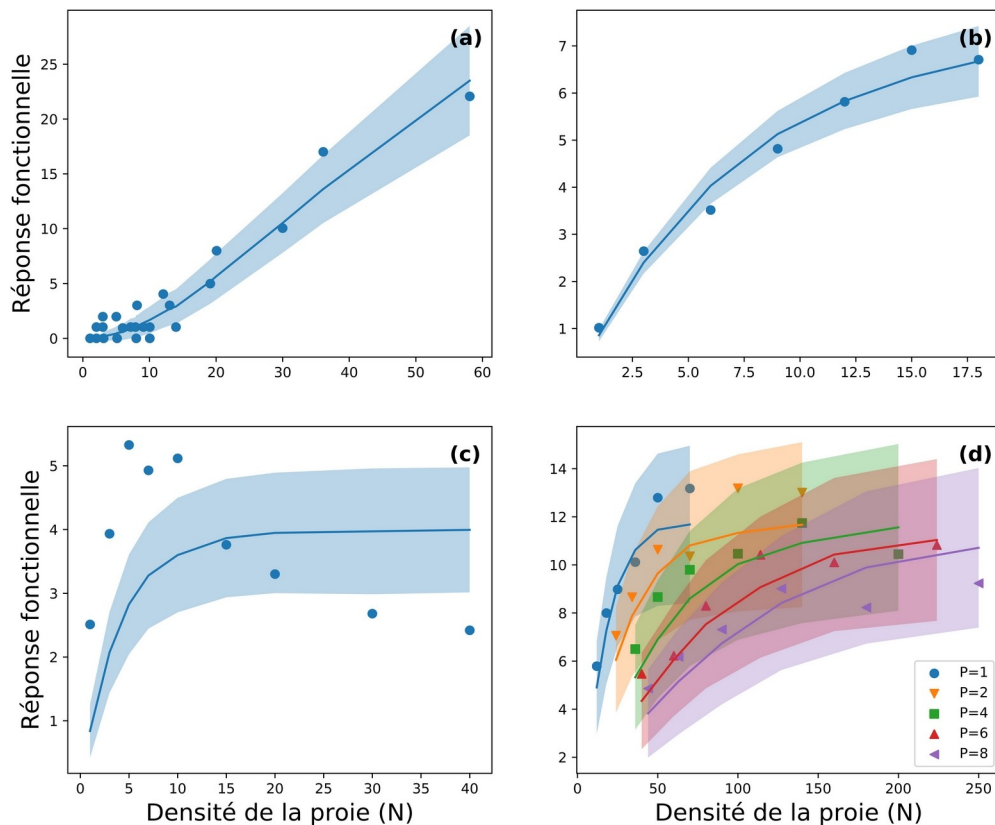 (a)
Réponse fonctionnelle
25
20
15
10
5
0
0 10 20 30 40 50 60
(b)
7
6
5
4
3
2
1
2.5 5.0 7.5 10.0 12.5 15.0 17.5
(c)
Réponse fonctionnelle
5
4
3
2
1
0 5 10 15 20 25 30 35 40
Densité de la proie (N)
(d)
14
12
10
8
6
4
2
0 50 100 150 200 250
Densité de la proie (N)
P=1
P=2
P=4
P=6
P=8